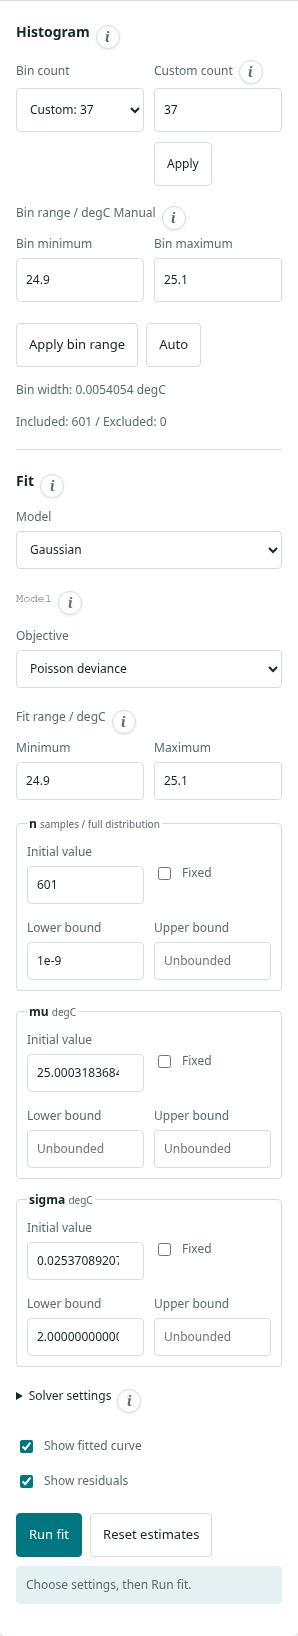 Histogram i
Bin count Custom count i
Custom: 37 37
Apply
Bin range / degC Manual i
Bin minimum Bin maximum
24.9 25.1
Apply bin range Auto
Bin width: 0.0054054 degC
Included: 601 / Excluded: 0
Fit i
Model
Gaussian
Model i
Objective
Poisson deviance
Fit range / degC i
Minimum Maximum
24.9 25.1
n samples / full distribution
Initial value
601 Fixed
Lower bound Upper bound
1e-9 Unbounded
mu degC
Initial value
25.000318368 Fixed
Lower bound Upper bound
Unbounded Unbounded
sigma degC
Initial value
0.0253708920 Fixed
Lower bound Upper bound
2.0000000000 Unbounded
Solver settings i
Show fitted curve
Show residuals
Run fit Reset estimates
Choose settings, then Run fit.